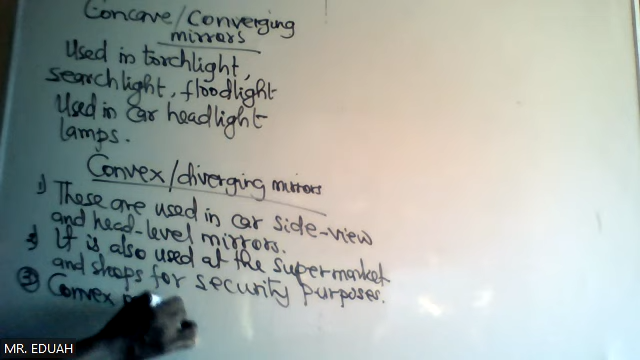 Concave/Converging
mirrors
Used in torchlight,
searchlight, floodlight
Used in car headlight
lamps.
Convex/diverging mirrors
1) These are used in car side-view
and head-level mirrors.
2) It is also used at the supermarket
and shops for security purposes.
3 Convex
MR. EDUAH